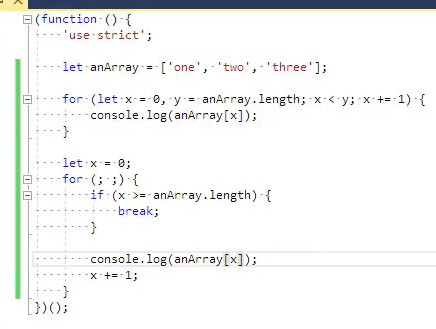 (function () {
    'use strict';

    let anArray = ['one', 'two', 'three'];

    for (let x = 0, y = anArray.length; x < y; x += 1) {
        console.log(anArray[x]);
    }

    let x = 0;
    for (; ;) {
        if (x >= anArray.length) {
            break;
        }

        console.log(anArray[x]);
        x += 1;
    }
})();